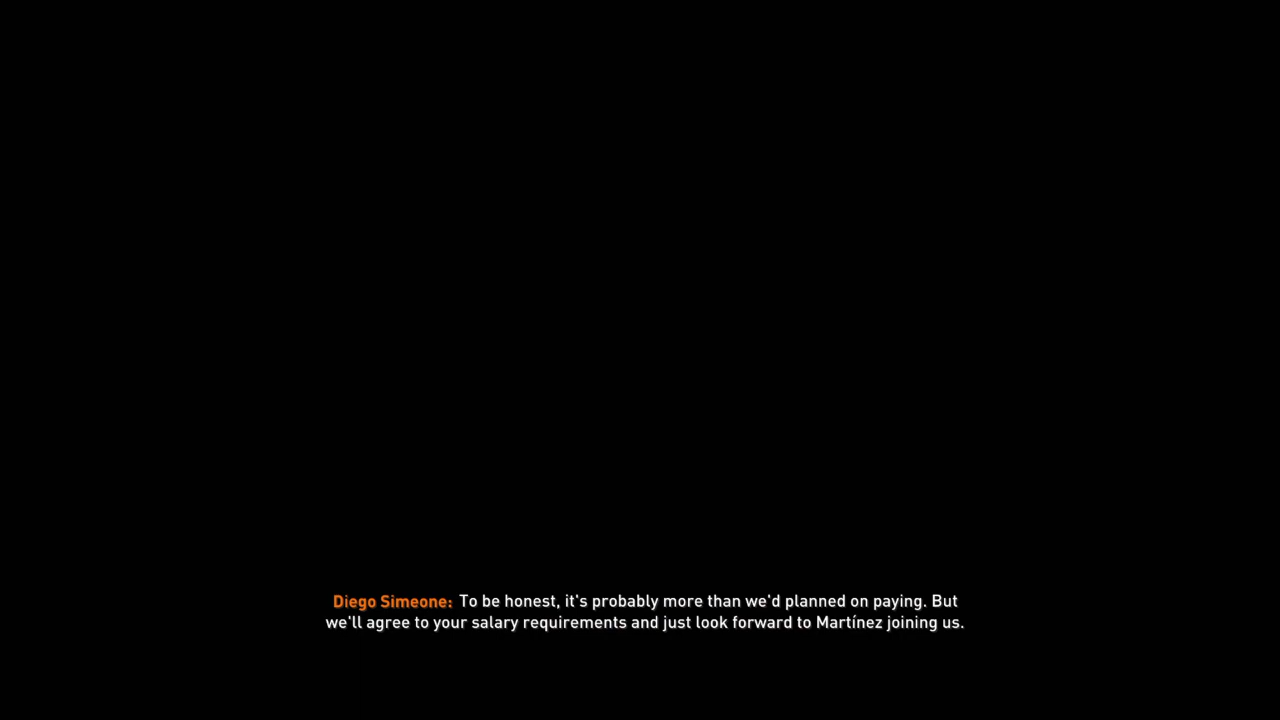 Diego Simeone: To be honest, it's probably more than we'd planned on paying. But
we'll agree to your salary requirements and just look forward to Martínez joining us.